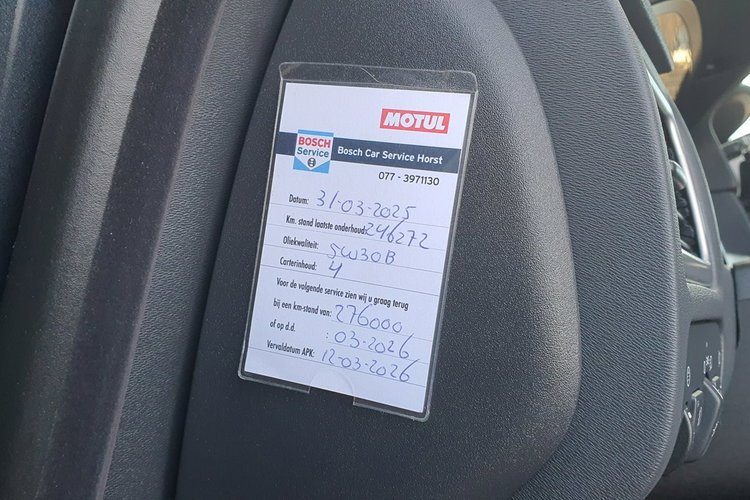 MOTUL
BOSCH
Service
Bosch Car Service Horst
077 - 3971130
Datum: 31-03-2025
Km. stand laatste onderhoud: 246272
Oliekwaliteit: 5W30B
Carterinhoud: 4
Voor de volgende service zien wij u graag terug
bij een km-stand van: 276000
of op d.d. : 03-2026
Vervaldatum APK: 12-03-2026